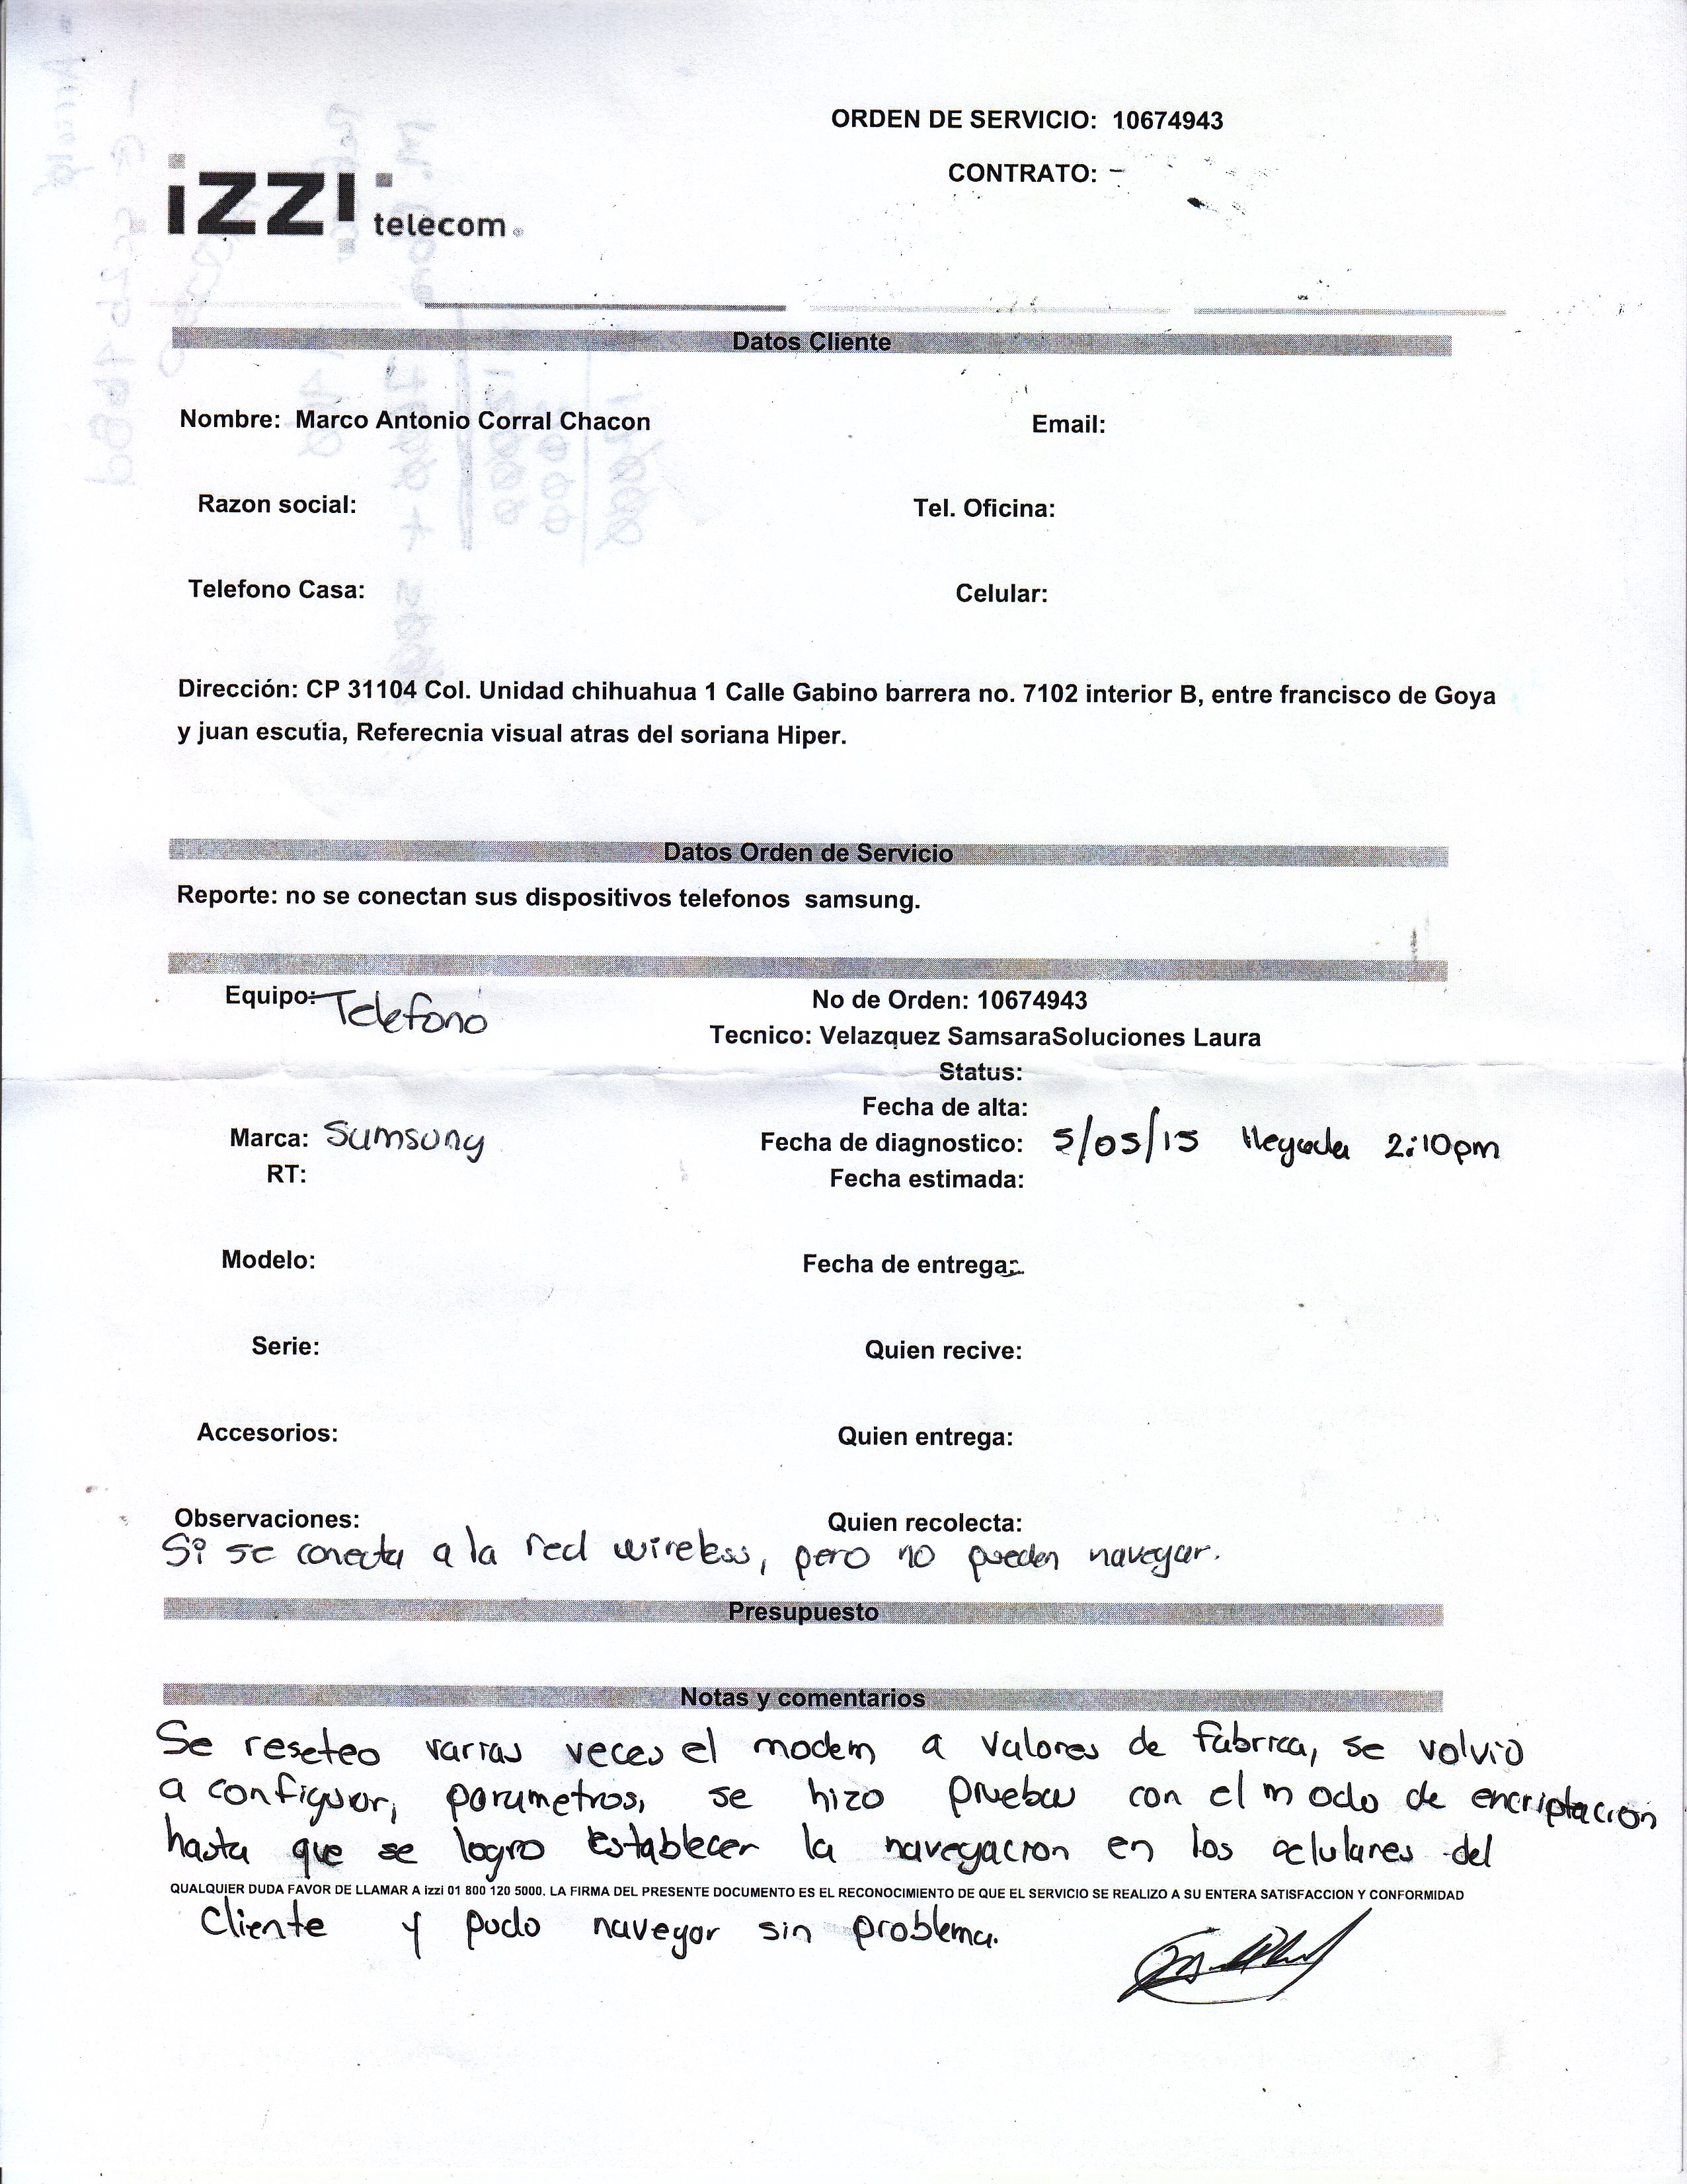 ORDEN DE SERVICIO: 10674943
CONTRATO: -
izzi telecom
Datos Cliente
Nombre: Marco Antonio Corral Chacon Email:
Razon social: Tel. Oficina:
Telefono Casa: Celular:
Dirección: CP 31104 Col. Unidad chihuahua 1 Calle Gabino barrera no. 7102 interior B, entre francisco de Goya
y juan escutia, Referecnia visual atras del soriana Hiper.
Datos Orden de Servicio
Reporte: no se conectan sus dispositivos telefonos samsung.
Equipo: Telefono No de Orden: 10674943
Tecnico: Velazquez SamsaraSoluciones Laura
Status:
Fecha de alta:
Marca: Sumsung Fecha de diagnostico: 5/05/15 llegada 2:10pm
RT: Fecha estimada:
Modelo: Fecha de entrega:
Serie: Quien recive:
Accesorios: Quien entrega:
Observaciones: Quien recolecta:
Si se conecta a la red wireless, pero no pueden navegar.
Presupuesto
Notas y comentarios
Se reseteo varias veces el modem a valores de fabrica, se volvio
a configurar, parametros, se hizo pruebas con el modo de encriptacion
hasta que se logro establecer la navegacion en los celulares del
QUALQUIER DUDA FAVOR DE LLAMAR A izzi 01 800 120 5000. LA FIRMA DEL PRESENTE DOCUMENTO ES EL RECONOCIMIENTO DE QUE EL SERVICIO SE REALIZO A SU ENTERA SATISFACCION Y CONFORMIDAD
Cliente y pudo navegar sin problema.